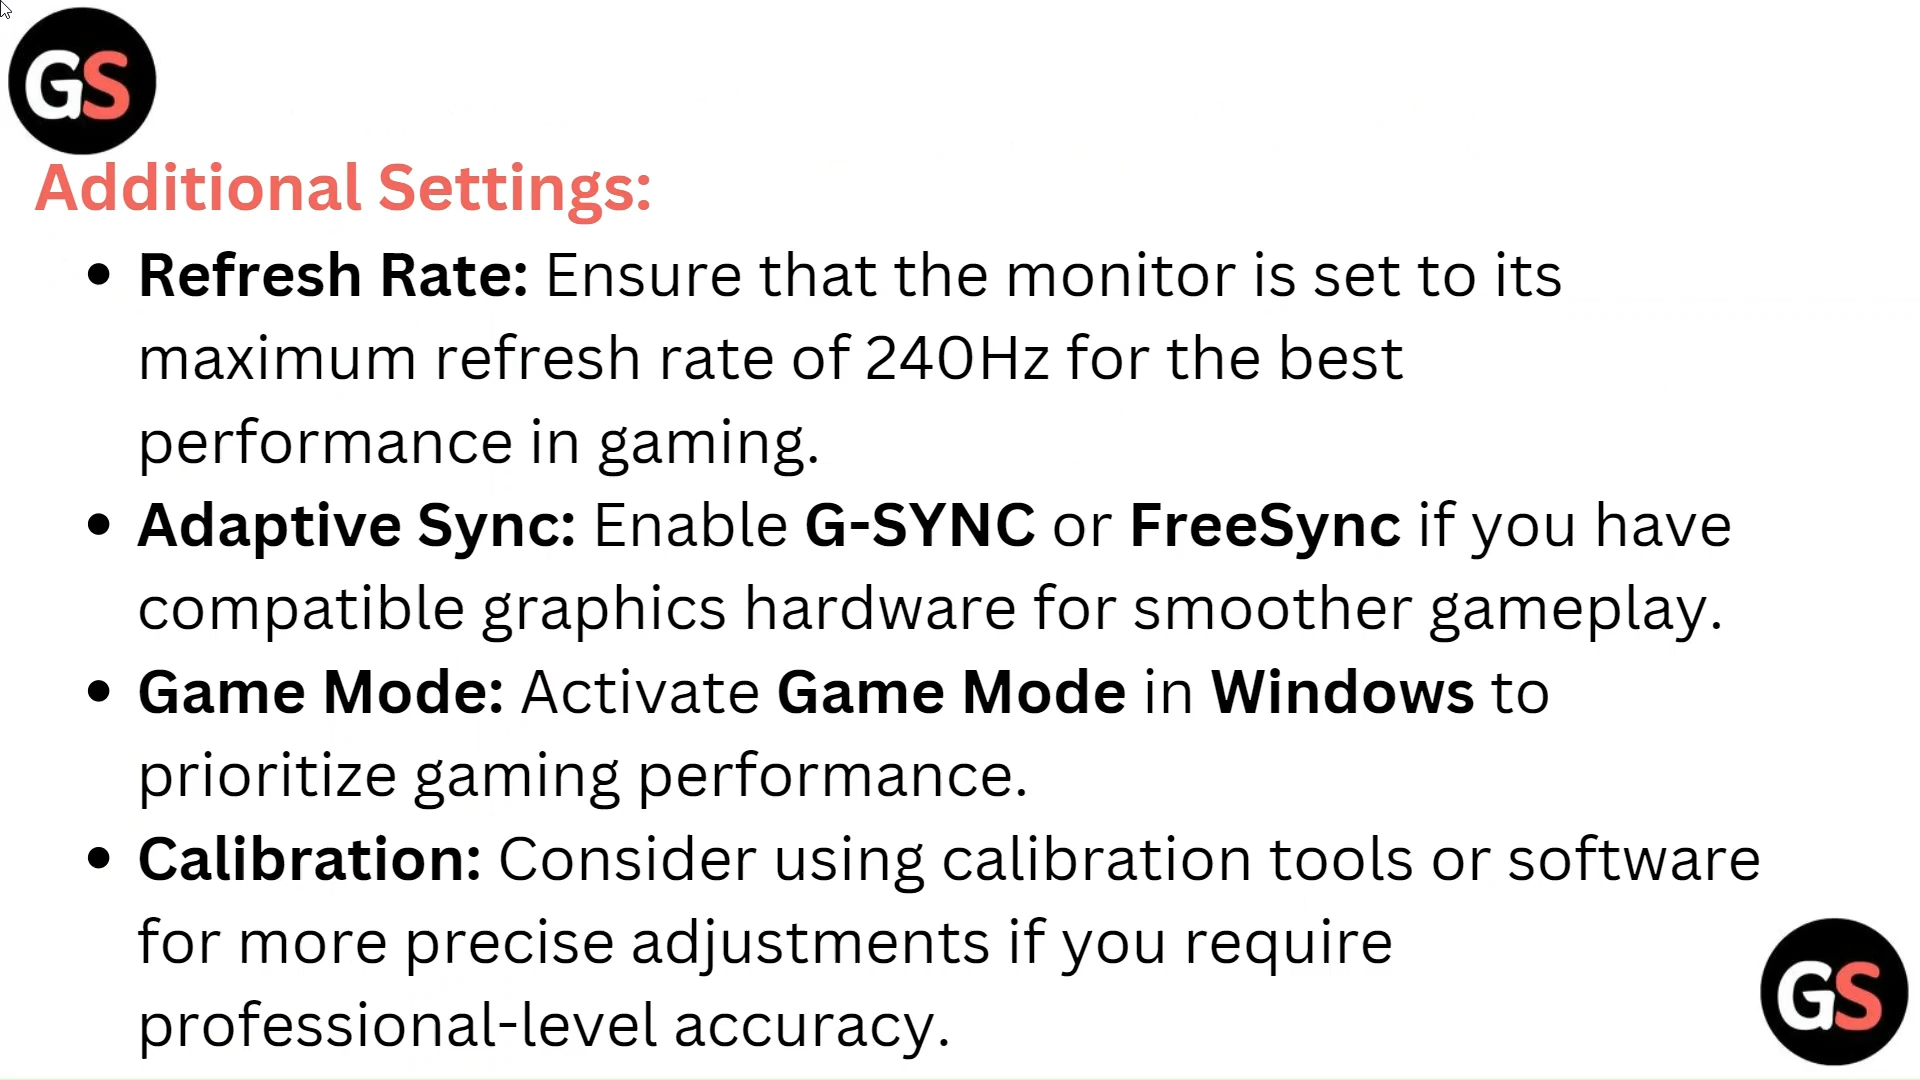 GS
Additional Settings:
• Refresh Rate: Ensure that the monitor is set to its
maximum refresh rate of 240Hz for the best
performance in gaming.
• Adaptive Sync: Enable G-SYNC or FreeSync if you have
compatible graphics hardware for smoother gameplay.
• Game Mode: Activate Game Mode in Windows to
prioritize gaming performance.
• Calibration: Consider using calibration tools or software
for more precise adjustments if you require
professional-level accuracy.
GS